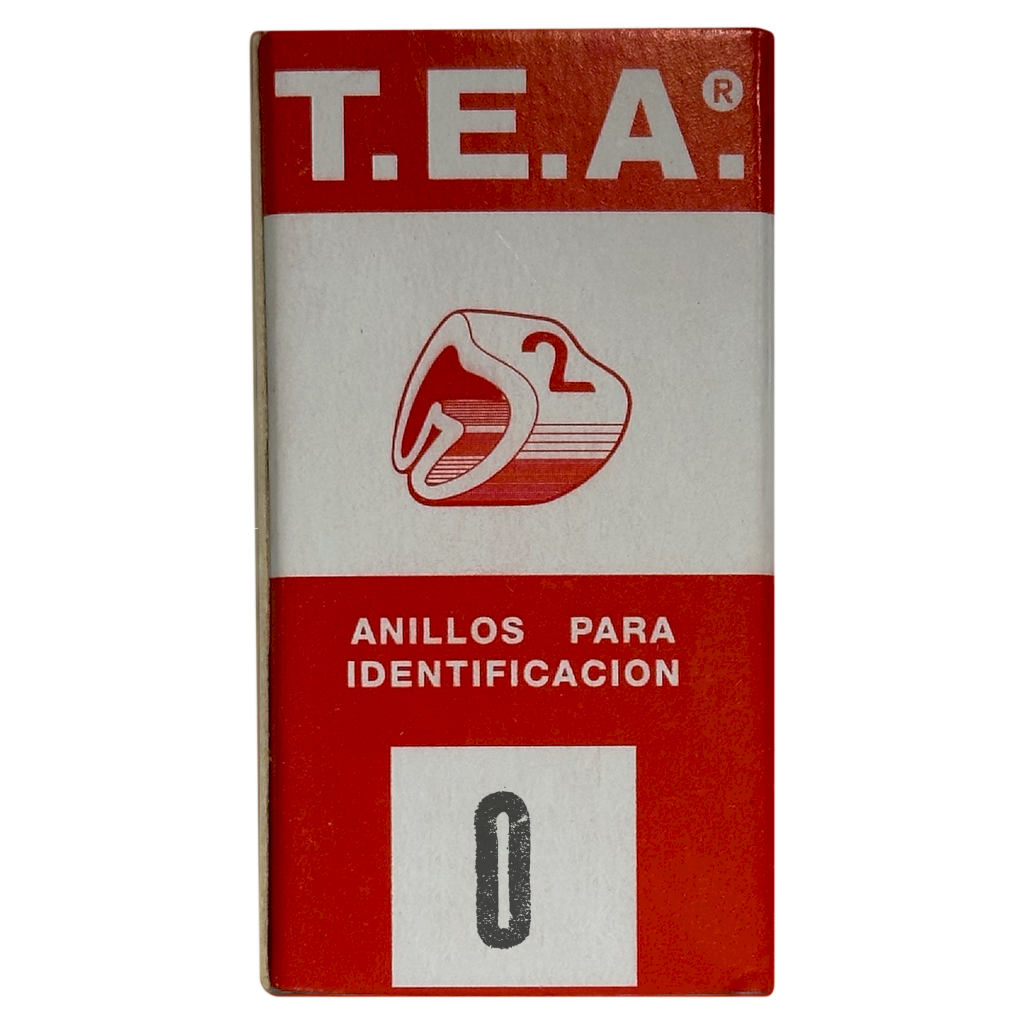 T.E.A.®
2
ANILLOS PARA
IDENTIFICACION
0